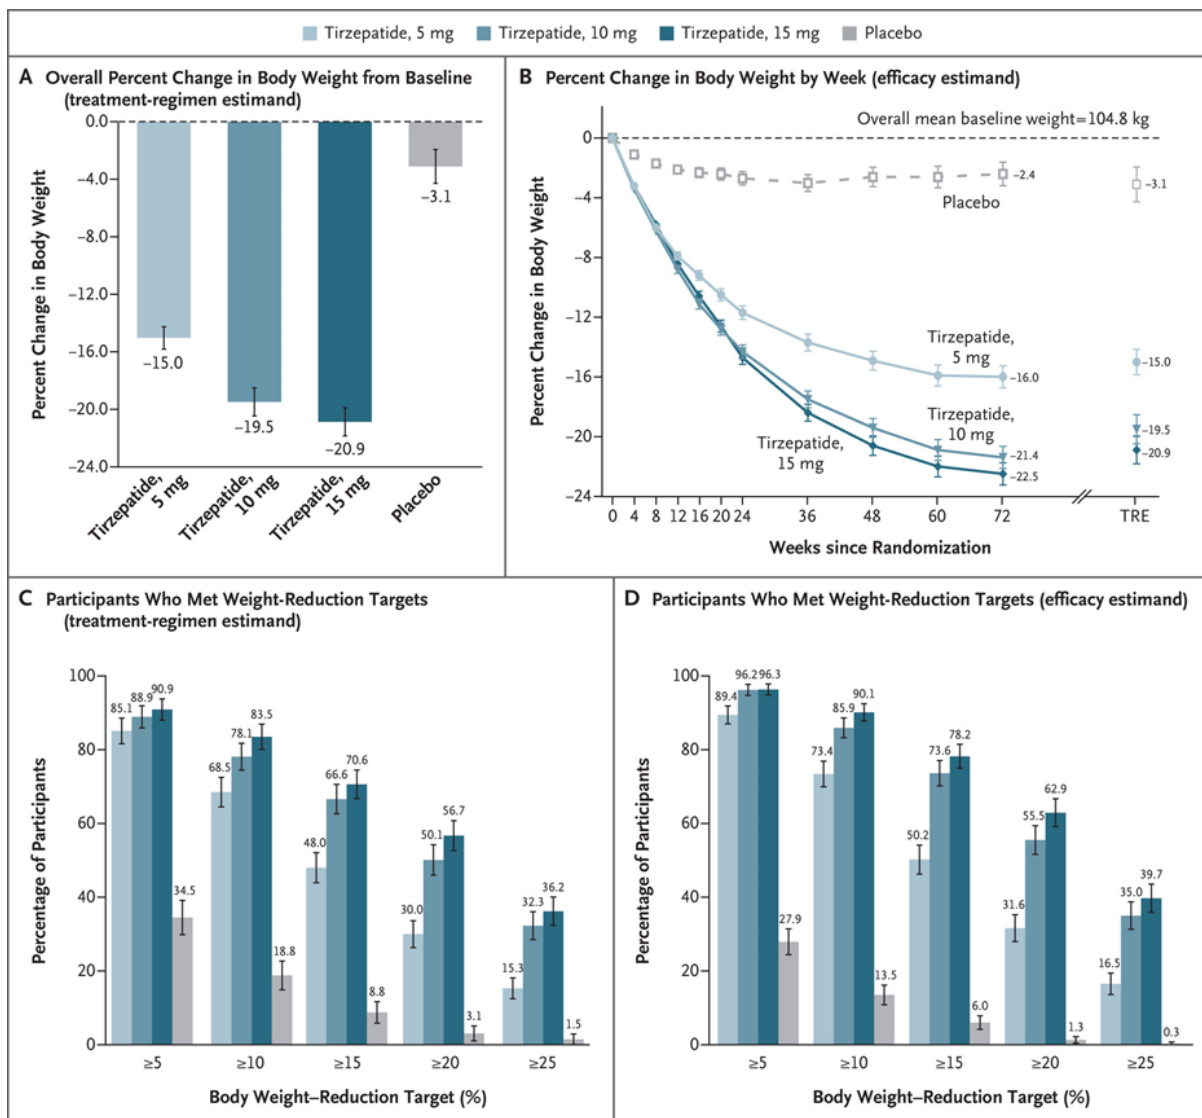 Tirzepatide, 5 mg Tirzepatide, 10 mg Tirzepatide, 15 mg Placebo
A Overall Percent Change in Body Weight from Baseline
(treatment-regimen estimand)
Percent Change in Body Weight
0.0
−4.0
−8.0
−12.0
−16.0
−20.0
−24.0
−15.0
−19.5
−20.9
−3.1
Tirzepatide,
5 mg
Tirzepatide,
10 mg
Tirzepatide,
15 mg
Placebo
B Percent Change in Body Weight by Week (efficacy estimand)
Overall mean baseline weight=104.8 kg
Percent Change in Body Weight
0
−4
−8
−12
−16
−20
−24
−2.4
−3.1
Placebo
Tirzepatide,
5 mg
−16.0
−15.0
Tirzepatide,
10 mg
−21.4
−19.5
Tirzepatide,
15 mg
−22.5
−20.9
0 4 8 12 16 20 24 36 48 60 72 TRE
Weeks since Randomization
C Participants Who Met Weight-Reduction Targets
(treatment-regimen estimand)
Percentage of Participants
100
80
60
40
20
0
85.1 88.9 90.9 34.5
68.5 78.1 83.5 18.8
48.0 66.6 70.6 8.8
30.0 50.1 56.7 3.1
15.3 32.3 36.2 1.5
≥5 ≥10 ≥15 ≥20 ≥25
Body Weight–Reduction Target (%)
D Participants Who Met Weight-Reduction Targets (efficacy estimand)
Percentage of Participants
100
80
60
40
20
0
89.4 96.2 96.3 27.9
73.4 85.9 90.1 13.5
50.2 73.6 78.2 6.0
31.6 55.5 62.9 1.3
16.5 35.0 39.7 0.3
≥5 ≥10 ≥15 ≥20 ≥25
Body Weight–Reduction Target (%)